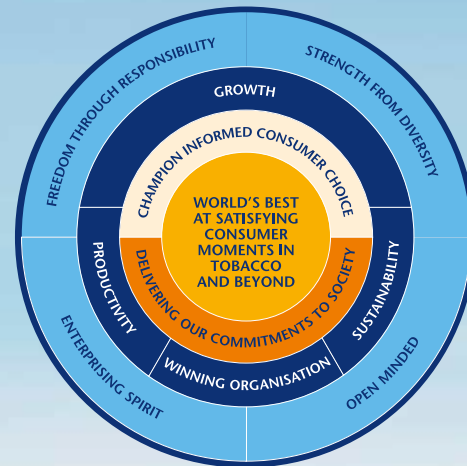 FREEDOM THROUGH RESPONSIBILITY
STRENGTH FROM DIVERSITY
GROWTH
CHAMPION INFORMED CONSUMER CHOICE
WORLD'S BEST
AT SATISFYING
CONSUMER
MOMENTS IN
TOBACCO
AND BEYOND
DELIVERING OUR COMMITMENTS TO SOCIETY
PRODUCTIVITY
WINNING ORGANISATION
SUSTAINABILITY
ENTERPRISING SPIRIT
OPEN MINDED